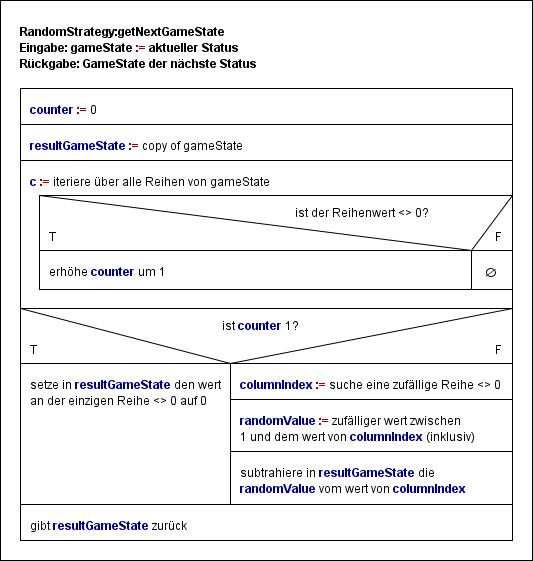 RandomStrategy:getNextGameState
Eingabe: gameState := aktueller Status
Rückgabe: GameState der nächste Status
counter := 0
resultGameState := copy of gameState
c := iteriere über alle Reihen von gameState
ist der Reihenwert <> 0?
T
F
erhöhe counter um 1
∅
ist counter 1?
T
F
setze in resultGameState den wert
an der einzigen Reihe <> 0 auf 0
columnIndex := suche eine zufällige Reihe <> 0
randomValue := zufälliger wert zwischen
1 und dem wert von columnIndex (inklusiv)
subtrahiere in resultGameState die
randomValue vom wert von columnIndex
gibt resultGameState zurück